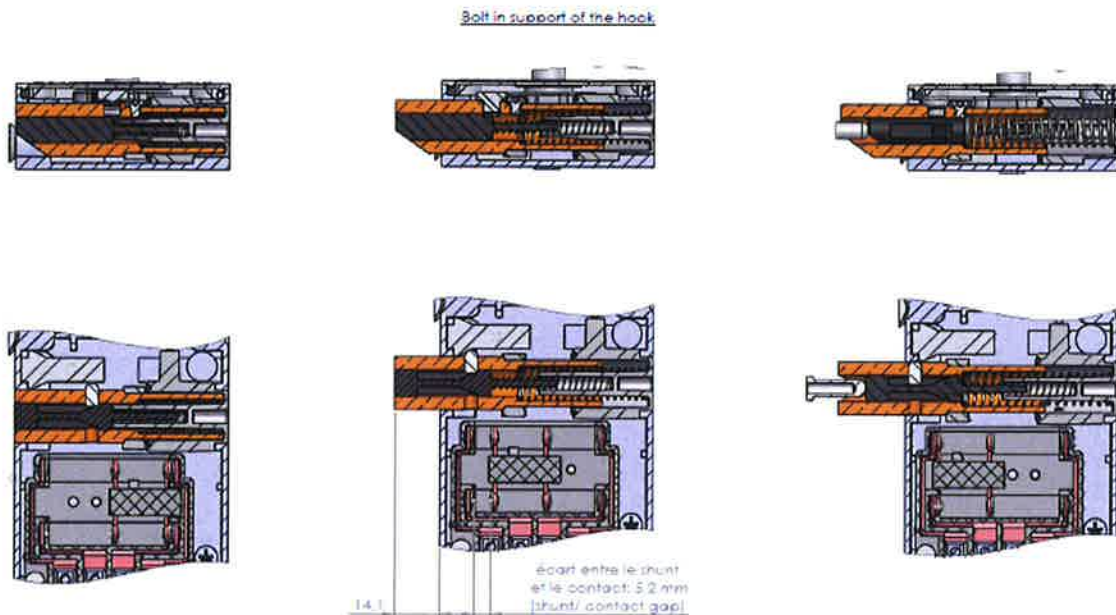 Bolt in support of the hook
écart entre le shunt
et le contact: 5.2 mm
(shunt/ contact gap)
14.1